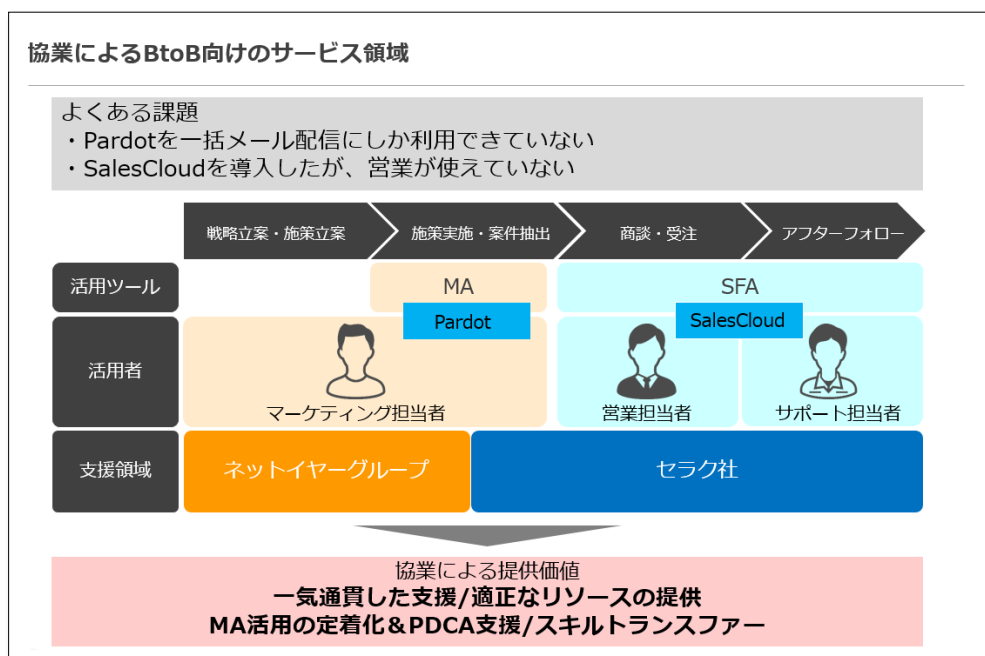 協業によるBtoB向けのサービス領域
よくある課題
・Pardotを一括メール配信にしか利用できていない
・SalesCloudを導入したが、営業が使えていない
戦略立案・施策立案
施策実施・案件抽出
商談・受注
アフターフォロー
活用ツール
MA
SFA
Pardot
SalesCloud
活用者
マーケティング担当者
営業担当者
サポート担当者
支援領域
ネットイヤーグループ
セラク社
協業による提供価値
一気通貫した支援/適正なリソースの提供
MA活用の定着化&PDCA支援/スキルトランスファー